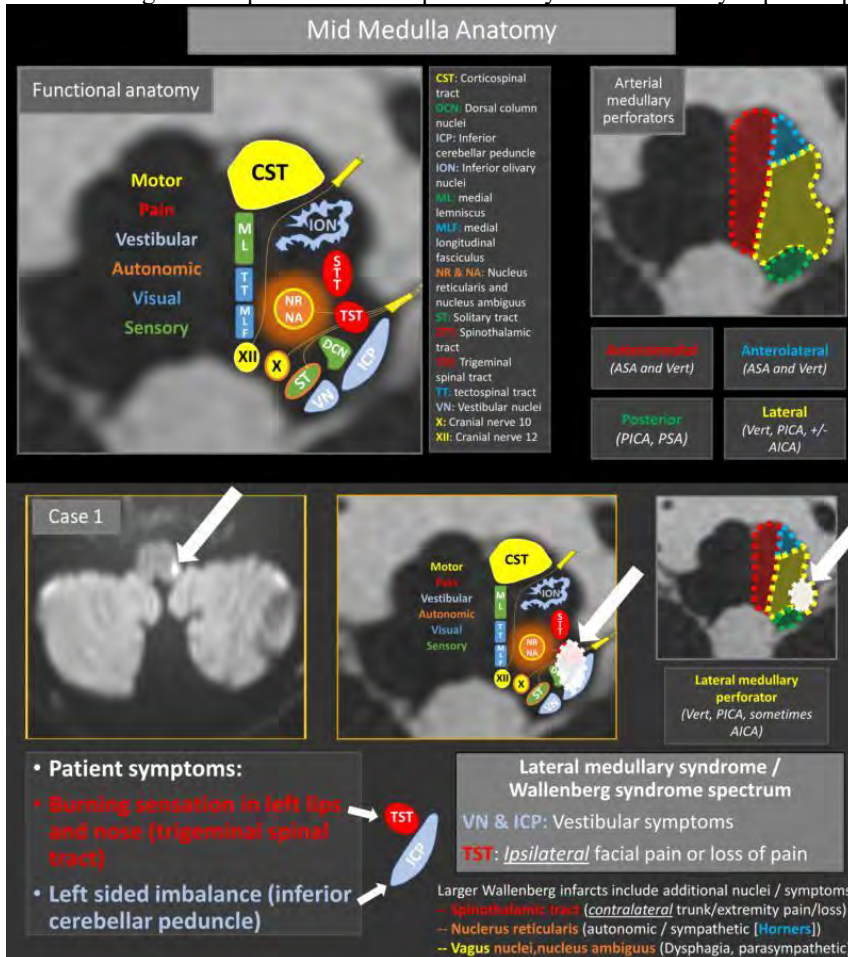 Mid Medulla Anatomy
Functional anatomy
Motor
Pain
Vestibular
Autonomic
Visual
Sensory
CST
ML
TT
MLF
XII
X
ION
STT
NR
NA
TST
DCN
ST
VN
ICP
CST: Corticospinal
tract
DCN: Dorsal column
nuclei
ICP: Inferior
cerebellar peduncle
ION: Inferior olivary
nuclei
ML: medial
lemniscus
MLF: medial
longitudinal
fasciculus
NR & NA: Nucleus
reticularis and
nucleus ambiguus
ST: Solitary tract
STT: Spinothalamic
tract
TST: Trigeminal
spinal tract
TT: tectospinal tract
VN: Vestibular nuclei
X: Cranial nerve 10
XII: Cranial nerve 12
Arterial
medullary
perforators
Anteromedial
(ASA and Vert)
Anterolateral
(ASA and Vert)
Posterior
(PICA, PSA)
Lateral
(Vert, PICA, +/-
AICA)
Case 1
Motor
Pain
Vestibular
Autonomic
Visual
Sensory
CST
ML
TT
MLF
XII
X
ION
STT
NR
NA
ST
VN
Lateral medullary
perforator
(Vert, PICA, sometimes
AICA)
• Patient symptoms:
• Burning sensation in left lips
and nose (trigeminal spinal
tract)
• Left sided imbalance (inferior
cerebellar peduncle)
TST
ICP
Lateral medullary syndrome /
Wallenberg syndrome spectrum
VN & ICP: Vestibular symptoms
TST: Ipsilateral facial pain or loss of pain
Larger Wallenberg infarcts include additional nuclei / symptoms
-- Spinothalamic tract (contralateral trunk/extremity pain/loss)
-- Nuclerus reticularis (autonomic / sympathetic [Horners])
-- Vagus nuclei,nucleus ambiguus (Dysphagia, parasympathetic)